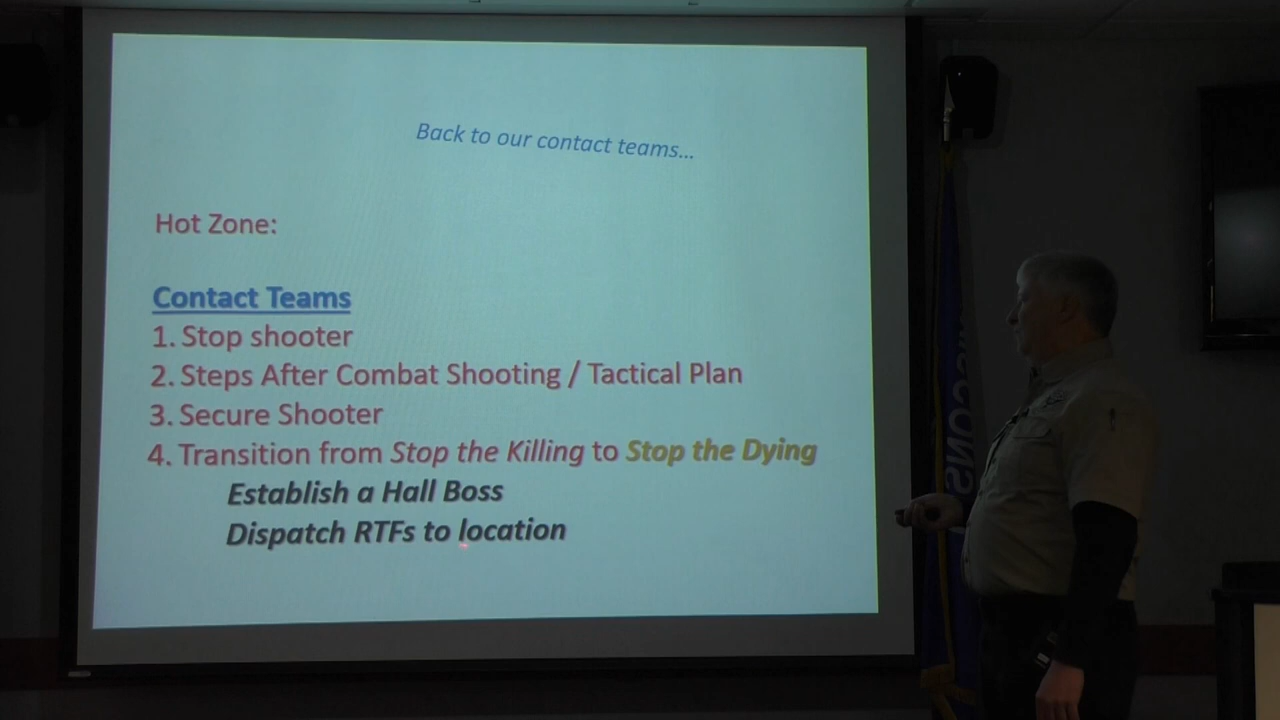 Back to our contact teams...
Hot Zone:
Contact Teams
1. Stop shooter
2. Steps After Combat Shooting / Tactical Plan
3. Secure Shooter
4. Transition from Stop the Killing to Stop the Dying
Establish a Hall Boss
Dispatch RTFs to location